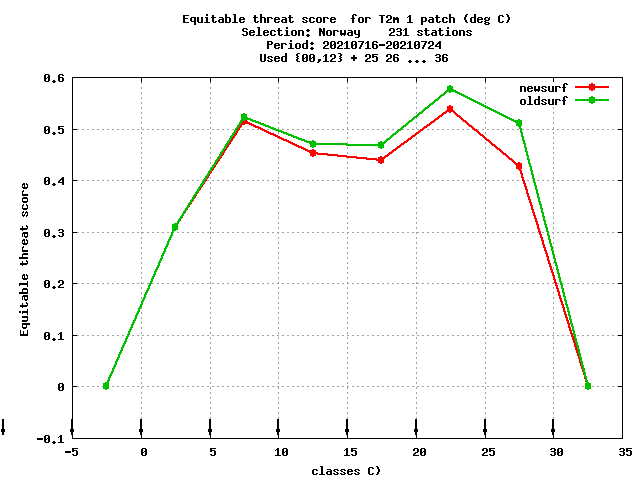 Equitable threat score  for T2m 1 patch (deg C)
Selection: Norway    231 stations
Period: 20210716-20210724
Used {00,12} + 25 26 ... 36
newsurf
oldsurf
0.6
0.5
0.4
0.3
0.2
0.1
0
-0.1
Equitable threat score
-5
0
5
10
15
20
25
30
35
classes C)